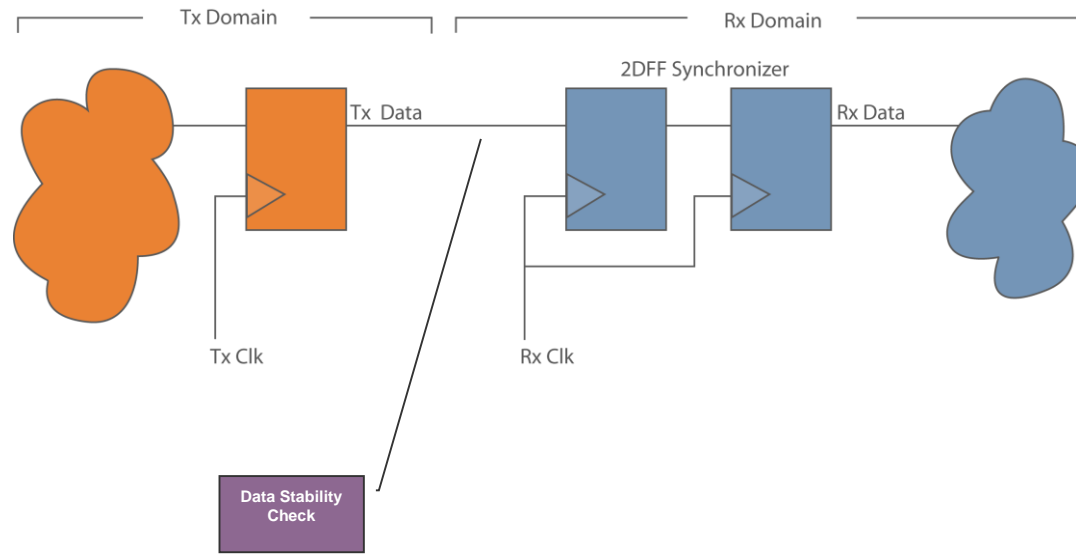 Tx Domain
Rx Domain
2DFF Synchronizer
Tx Data
Rx Data
Tx Clk
Rx Clk
Data Stability
Check